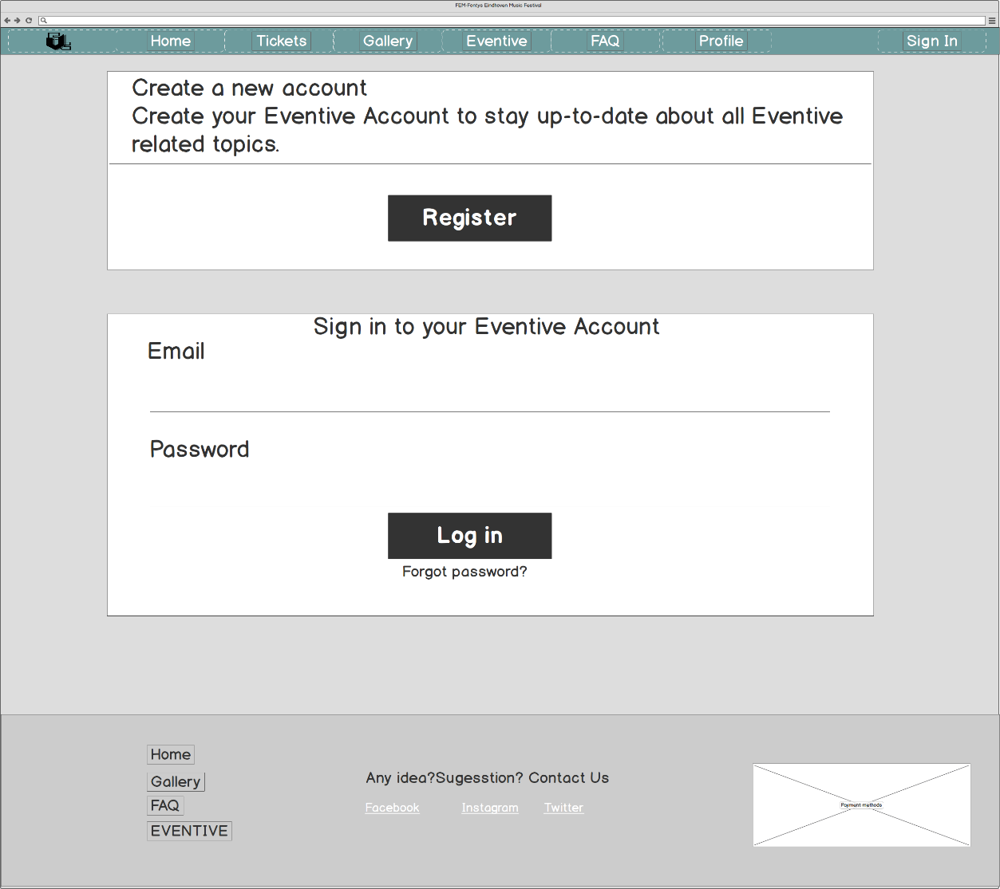 FEM-Fontys Eindhoven Music Festival
Home Tickets Gallery Eventive FAQ Profile Sign In
Create a new account
Create your Eventive Account to stay up-to-date about all Eventive
related topics.
Register
Sign in to your Eventive Account
Email
Password
Log in
Forgot password?
Home
Gallery
FAQ
EVENTIVE
Any idea?Sugesstion? Contact Us
Facebook Instagram Twitter
Payment methods